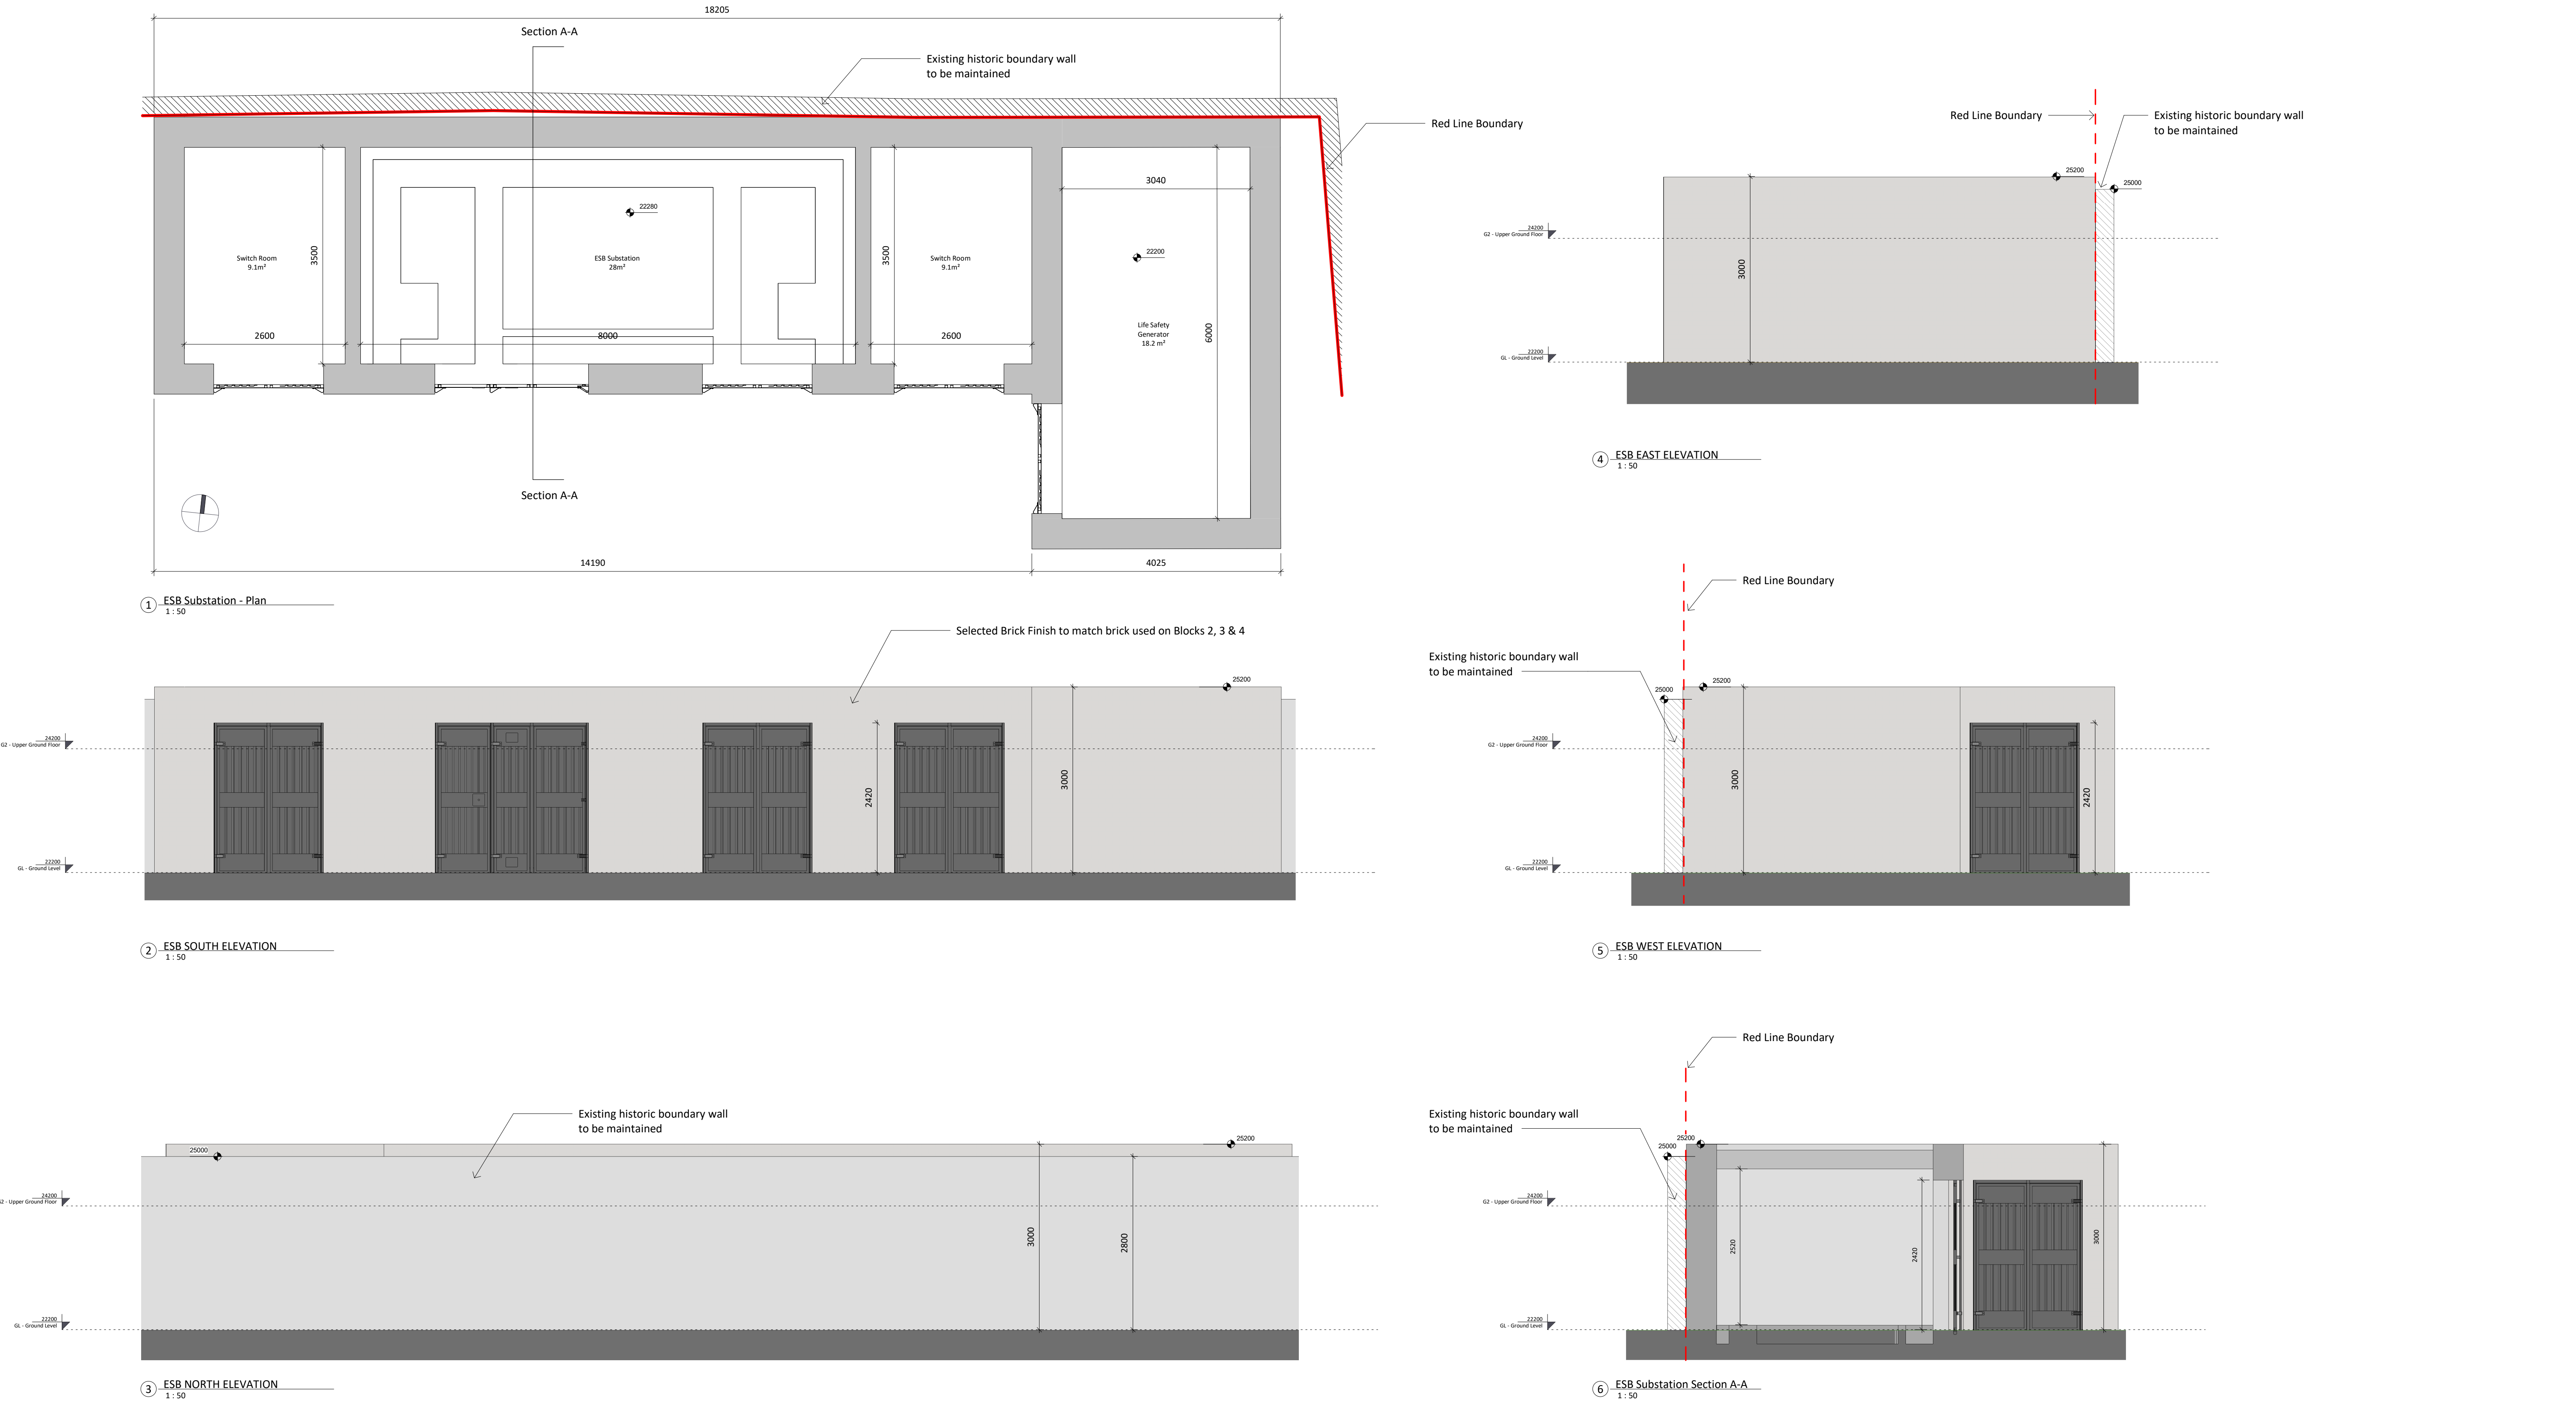 18205
Section A-A
Existing historic boundary wall
to be maintained
Red Line Boundary
3040
22280
22200
Switch Room
9.1m²
3500
ESB Substation
28m²
3500
Switch Room
9.1m²
Life Safety
Generator
18.2 m²
6000
2600
8000
2600
Section A-A
14190
4025
1
ESB Substation - Plan
1 : 50
Selected Brick Finish to match brick used on Blocks 2, 3 & 4
25200
24200
G2 - Upper Ground Floor
2420
3000
22200
GL - Ground Level
2
ESB SOUTH ELEVATION
1 : 50
Existing historic boundary wall
to be maintained
25000
25200
24200
G2 - Upper Ground Floor
3000
2800
22200
GL - Ground Level
3
ESB NORTH ELEVATION
1 : 50
Red Line Boundary
Existing historic boundary wall
to be maintained
25200
25000
24200
G2 - Upper Ground Floor
3000
22200
GL - Ground Level
4
ESB EAST ELEVATION
1 : 50
Red Line Boundary
Existing historic boundary wall
to be maintained
25000
25200
24200
G2 - Upper Ground Floor
3000
2420
22200
GL - Ground Level
5
ESB WEST ELEVATION
1 : 50
Red Line Boundary
Existing historic boundary wall
to be maintained
25200
25000
24200
G2 - Upper Ground Floor
2520
2420
3000
22200
GL - Ground Level
6
ESB Substation Section A-A
1 : 50